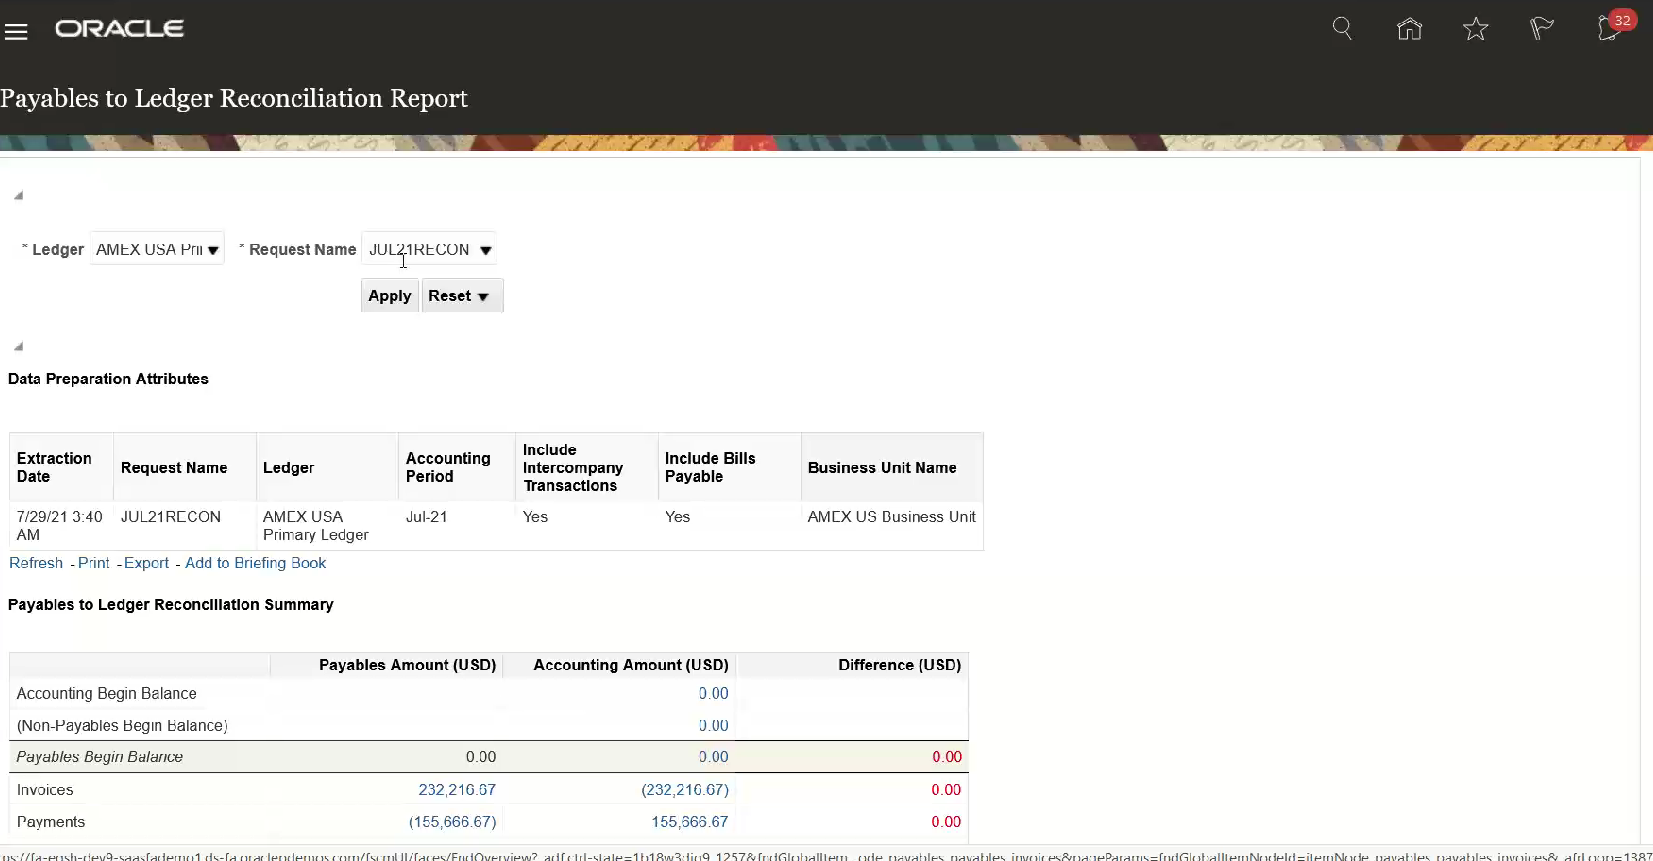 ORACLE
32
Payables to Ledger Reconciliation Report
* Ledger AMEX USA Pri * Request Name JUL21RECON
Apply Reset
Data Preparation Attributes
Extraction Date Request Name Ledger Accounting Period Include Intercompany Transactions Include Bills Payable Business Unit Name
7/29/21 3:40 AM JUL21RECON AMEX USA Primary Ledger Jul-21 Yes Yes AMEX US Business Unit
Refresh - Print - Export - Add to Briefing Book
Payables to Ledger Reconciliation Summary
Payables Amount (USD) Accounting Amount (USD) Difference (USD)
Accounting Begin Balance 0.00
(Non-Payables Begin Balance) 0.00
Payables Begin Balance 0.00 0.00 0.00
Invoices 232,216.67 (232,216.67) 0.00
Payments (155,666.67) 155,666.67 0.00